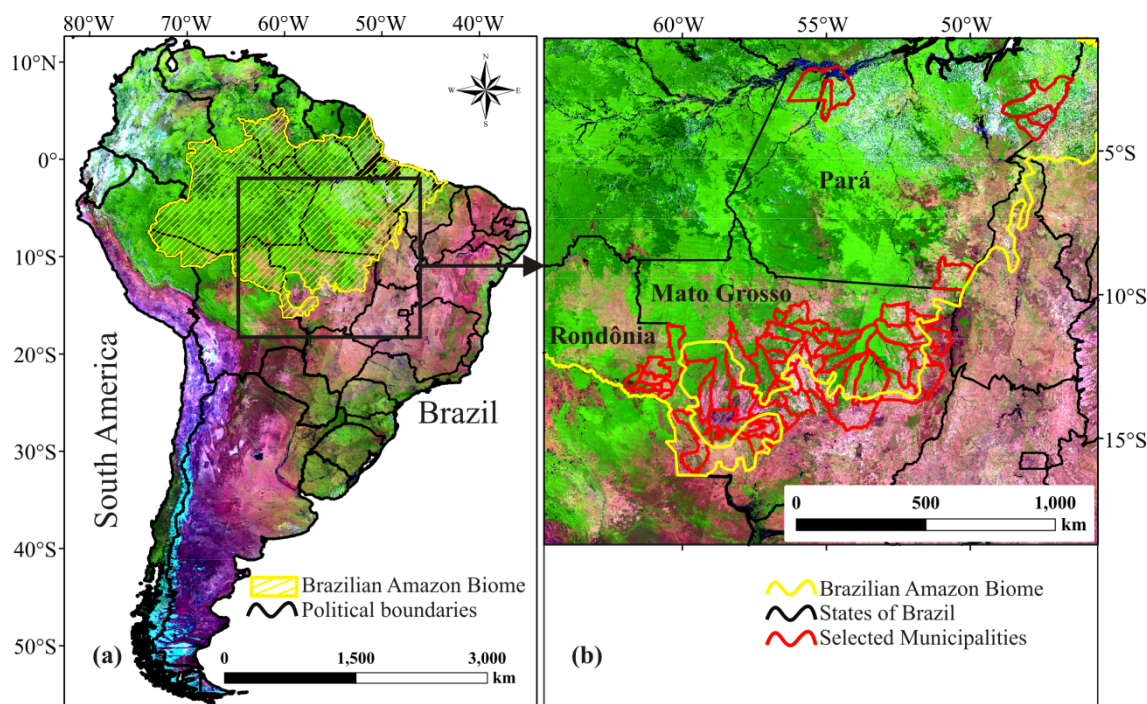 80°W 70°W 60°W 50°W 40°W
10°N
0°
10°S
20°S
30°S
40°S
50°S
N
W E
S
South America
Brazil
Brazilian Amazon Biome
Political boundaries
(a)
0 1,500 3,000
km
60°W 55°W 50°W
5°S
10°S
15°S
Pará
Mato Grosso
Rondônia
0 500 1,000
km
Brazilian Amazon Biome
States of Brazil
Selected Municipalities
(b)